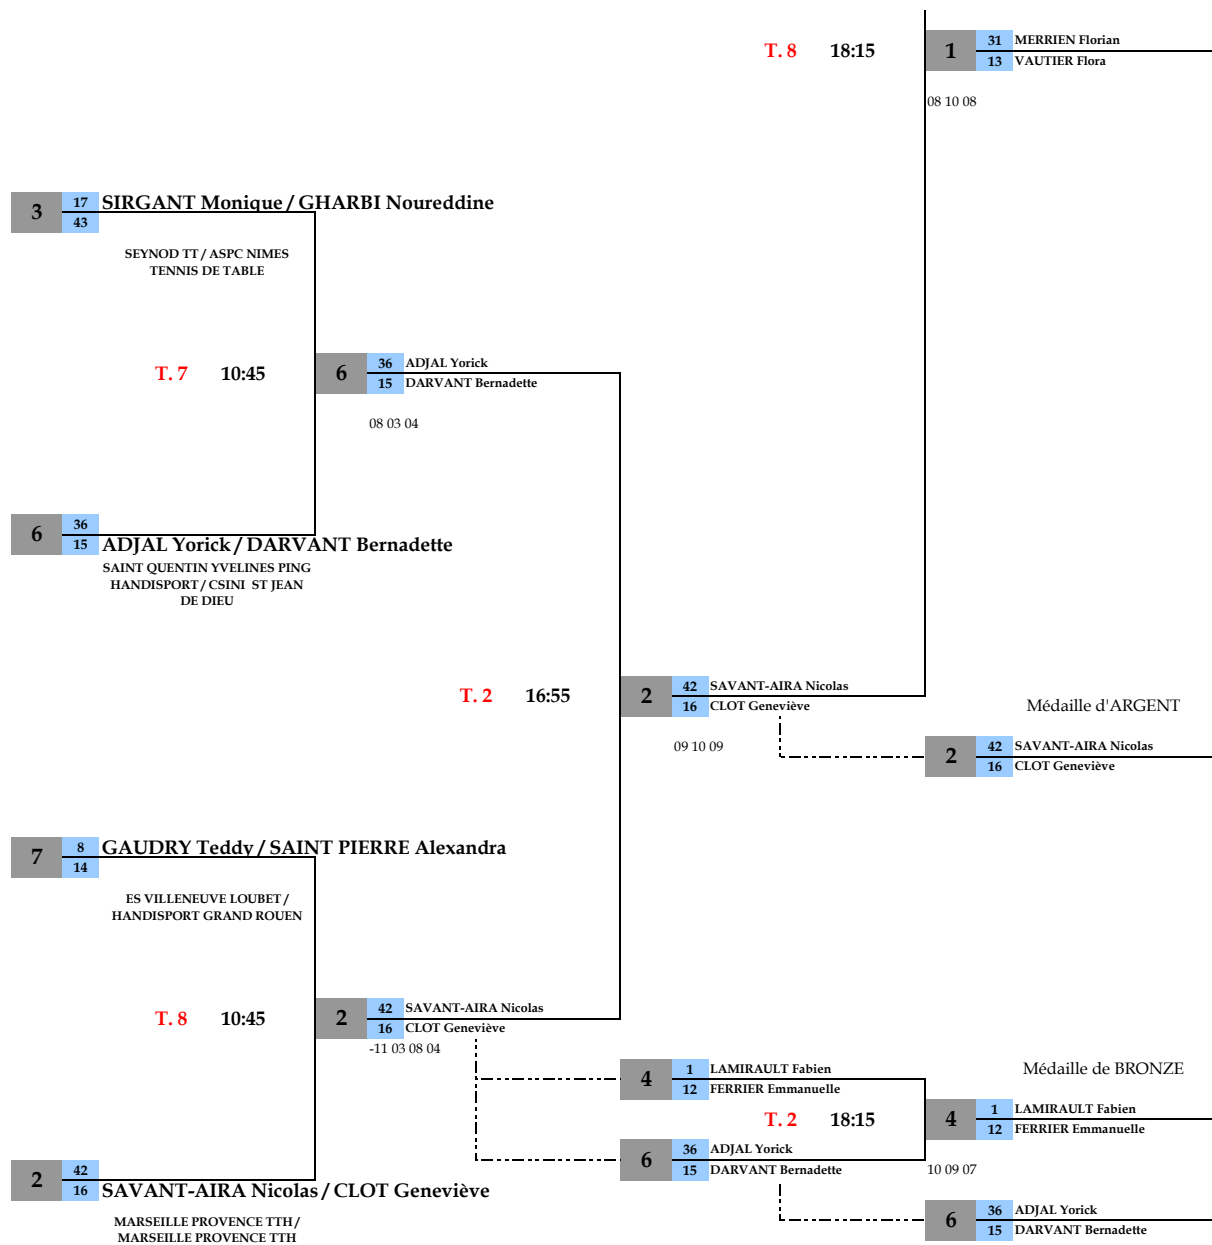 T. 8 18:15 1 31 MERRIEN Florian
13 VAUTIER Flora
08 10 08
3 17 SIRGANT Monique / GHARBI Noureddine
43
SEYNOD TT / ASPC NIMES
TENNIS DE TABLE
T. 7 10:45 6 36 ADJAL Yorick
15 DARVANT Bernadette
08 03 04
6 36
15 ADJAL Yorick / DARVANT Bernadette
SAINT QUENTIN YVELINES PING
HANDISPORT / CSINI ST JEAN
DE DIEU
T. 2 16:55 2 42 SAVANT-AIRA Nicolas
16 CLOT Geneviève
Médaille d'ARGENT
09 10 09
2 42 SAVANT-AIRA Nicolas
16 CLOT Geneviève
7 8 GAUDRY Teddy / SAINT PIERRE Alexandra
14
ES VILLENEUVE LOUBET /
HANDISPORT GRAND ROUEN
T. 8 10:45 2 42 SAVANT-AIRA Nicolas
16 CLOT Geneviève
-11 03 08 04
4 1 LAMIRAULT Fabien
12 FERRIER Emmanuelle
Médaille de BRONZE
T. 2 18:15 4 1 LAMIRAULT Fabien
12 FERRIER Emmanuelle
6 36 ADJAL Yorick
15 DARVANT Bernadette
10 09 07
2 42
16 SAVANT-AIRA Nicolas / CLOT Geneviève
MARSEILLE PROVENCE TTH /
MARSEILLE PROVENCE TTH
6 36 ADJAL Yorick
15 DARVANT Bernadette